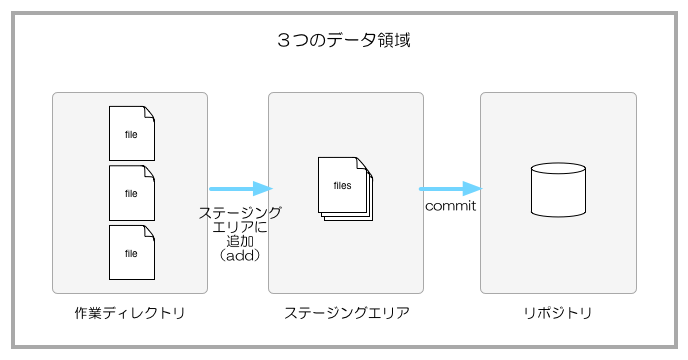 ３つのデータ領域
file
file
file
ステージング
エリアに
追加
（add）
files
commit
作業ディレクトリ
ステージングエリア
リポジトリ